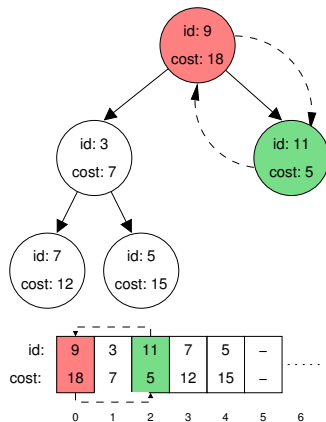 id: 9
cost: 18
id: 3
cost: 7
id: 11
cost: 5
id: 7
cost: 12
id: 5
cost: 15
id: 9 3 11 7 5 –
cost: 18 7 5 12 15 – ......
0 1 2 3 4 5 6